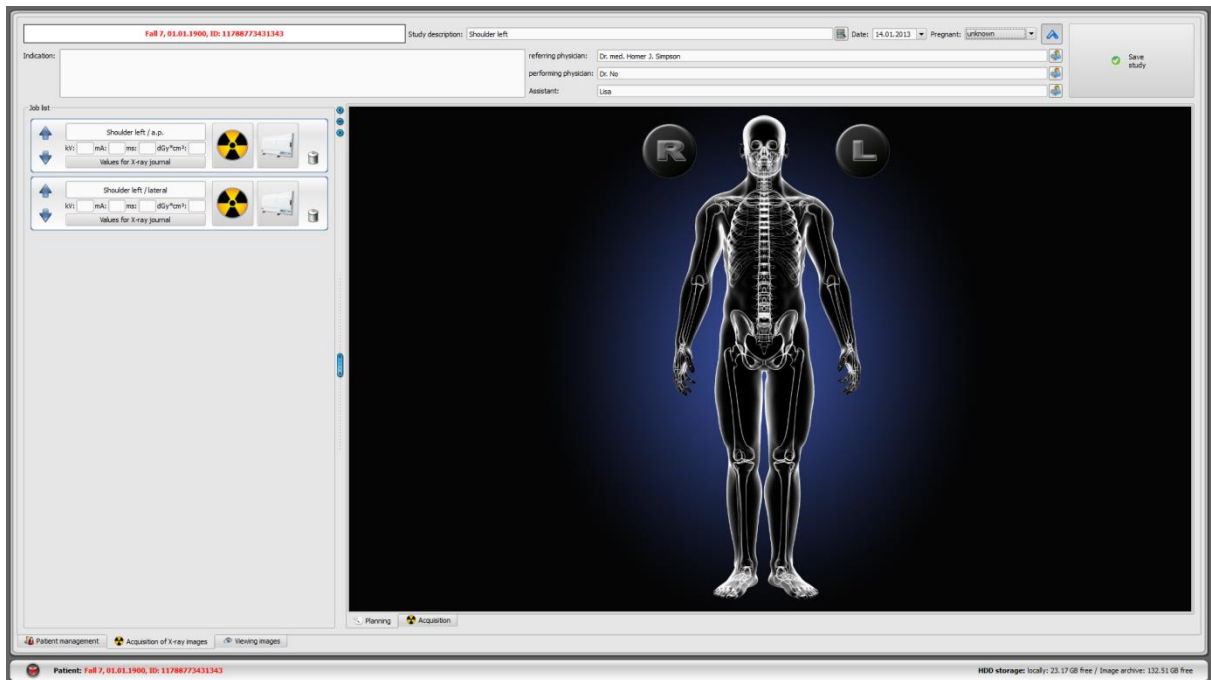 Fall 7, 01.01.1900, ID: 11788773431343
Study description: Shoulder left
Date: 14.01.2013 Pregnant: unknown
Indication:
referring physician: Dr. med. Homer J. Simpson
performing physician: Dr. No
Assistant: Lisa
Save
study
Job list
Shoulder left / a.p.
kV: mA: ms: dGy*cm²:
Values for X-ray journal
Shoulder left / lateral
kV: mA: ms: dGy*cm²:
Values for X-ray journal
R L
Planning Acquisition
Patient management Acquisition of X-ray images Viewing images
Patient: Fall 7, 01.01.1900, ID: 11788773431343
HDD storage: locally: 23.17 GB free / Image archive: 132.51 GB free